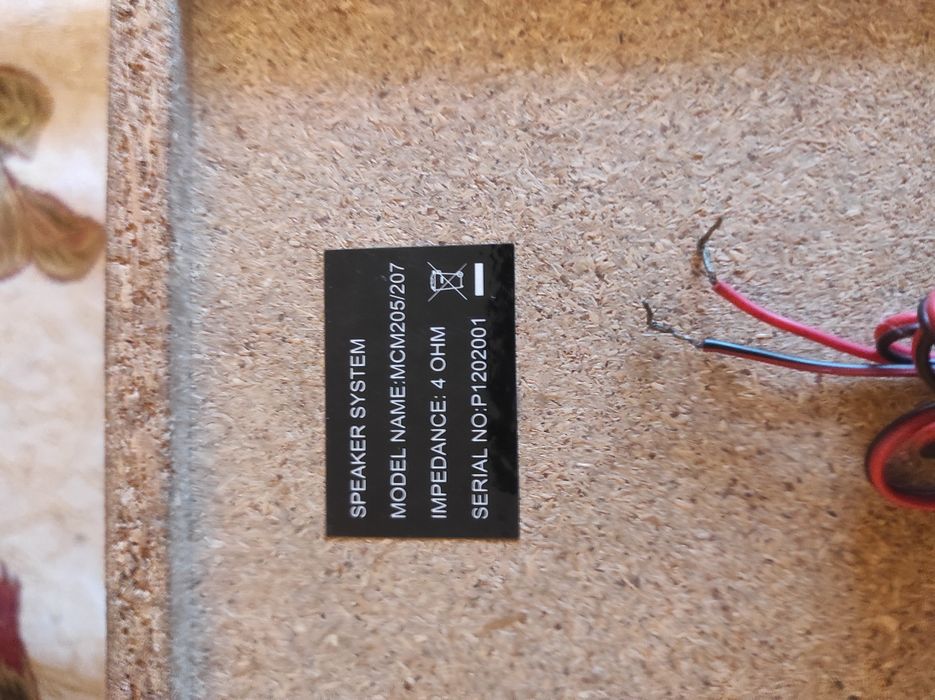 SPEAKER SYSTEM
MODEL NAME:MCM205/207
IMPEDANCE: 4 OHM
SERIAL NO:P1202001